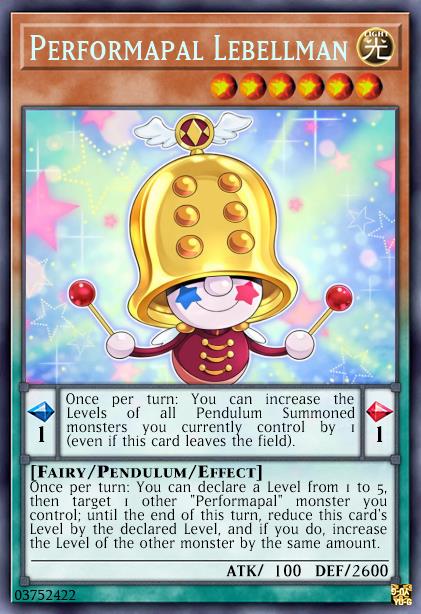 PERFORMAPAL LEBELLMAN
LIGHT
光
Once per turn: You can increase the
Levels of all Pendulum Summoned
monsters you currently control by 1
(even if this card leaves the field).
1
1
[FAIRY/PENDULUM/EFFECT]
Once per turn: You can declare a Level from 1 to 5,
then target 1 other "Performapal" monster you
control; until the end of this turn, reduce this card's
Level by the declared Level, and if you do, increase
the Level of the other monster by the same amount.
ATK/ 100 DEF/2600
03752422